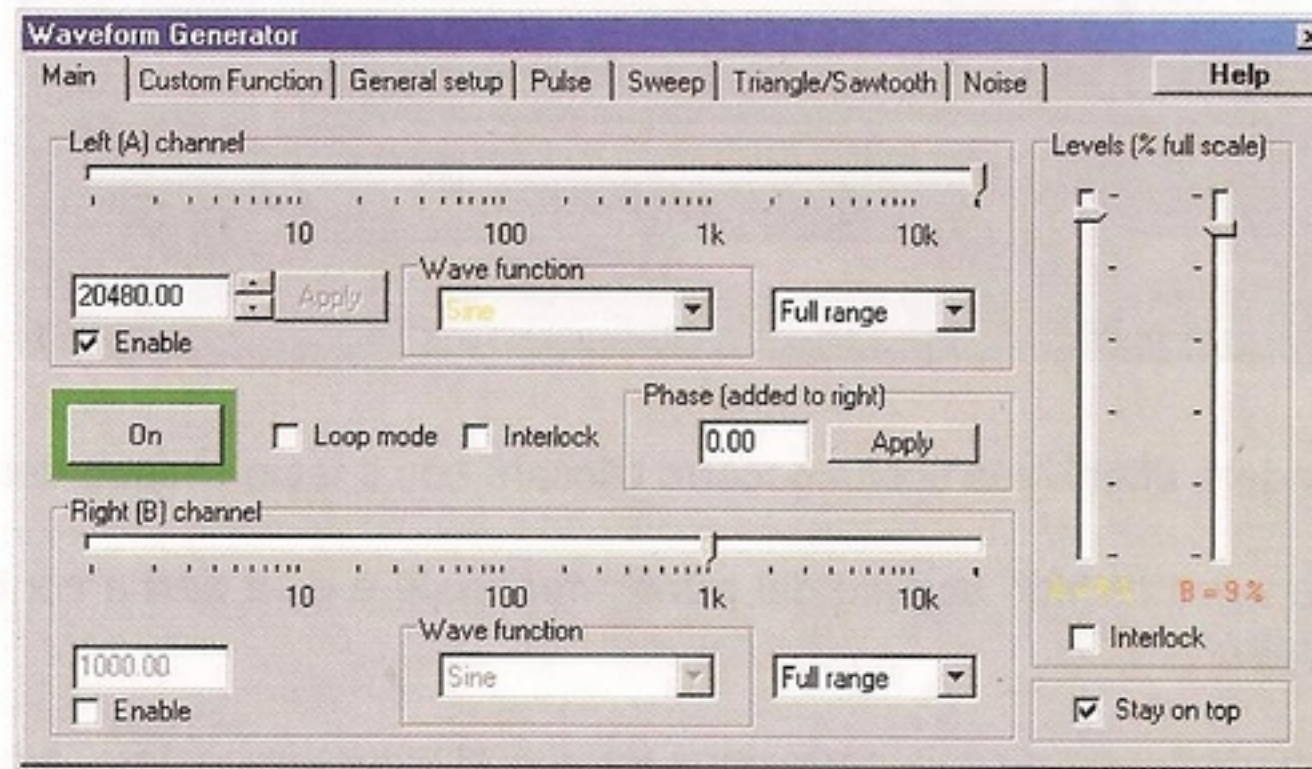 Waveform Generator
Main Custom Function General setup Pulse Sweep Triangle/Sawtooth Noise Help
Left (A) channel
10 100 1k 10k
20480.00 Apply
Enable
Wave function
Sine
Full range
On
Loop mode Interlock
Phase (added to right)
0.00 Apply
Right (B) channel
10 100 1k 10k
1000.00
Enable
Wave function
Sine
Full range
Levels (% full scale)
B = 9 %
Interlock
Stay on top